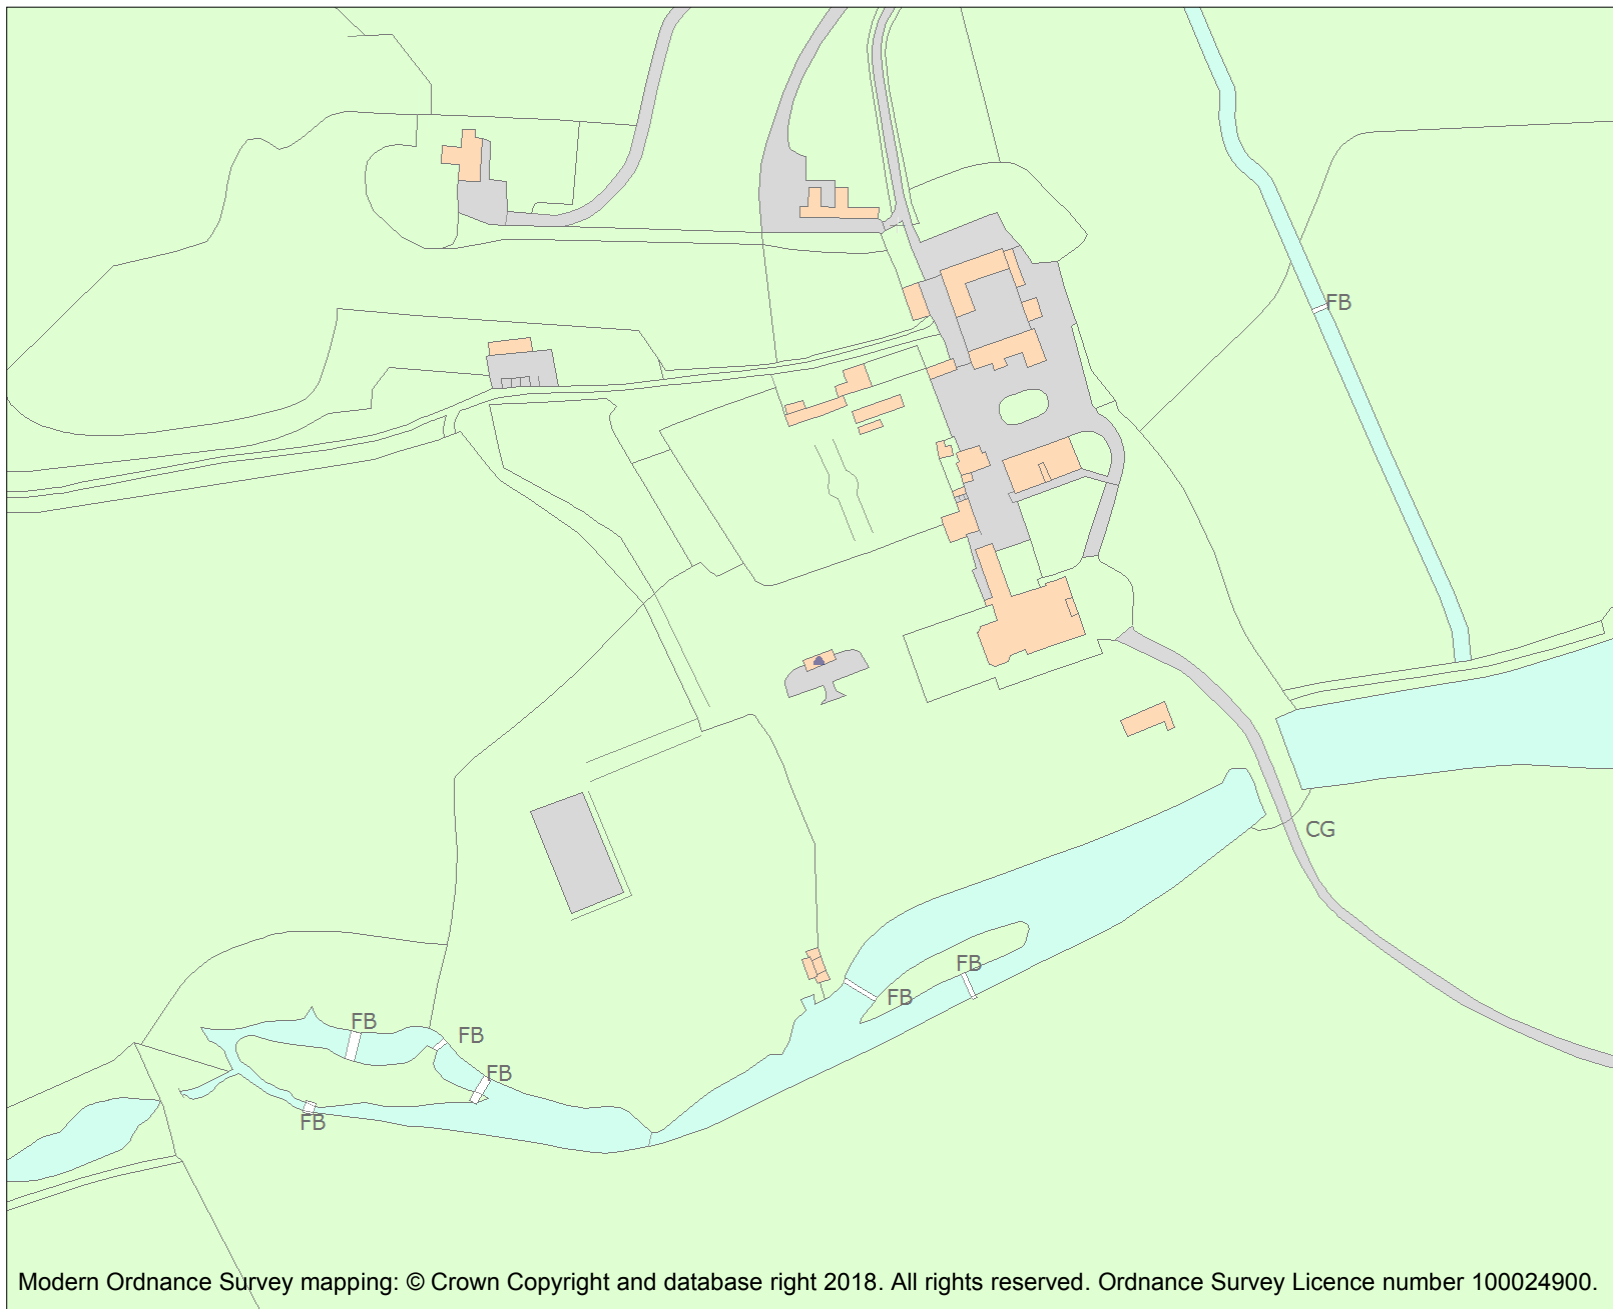 FB
CG
FB
FB
FB
FB
FB
FB
Modern Ordnance Survey mapping: © Crown Copyright and database right 2018. All rights reserved. Ordnance Survey Licence number 100024900.